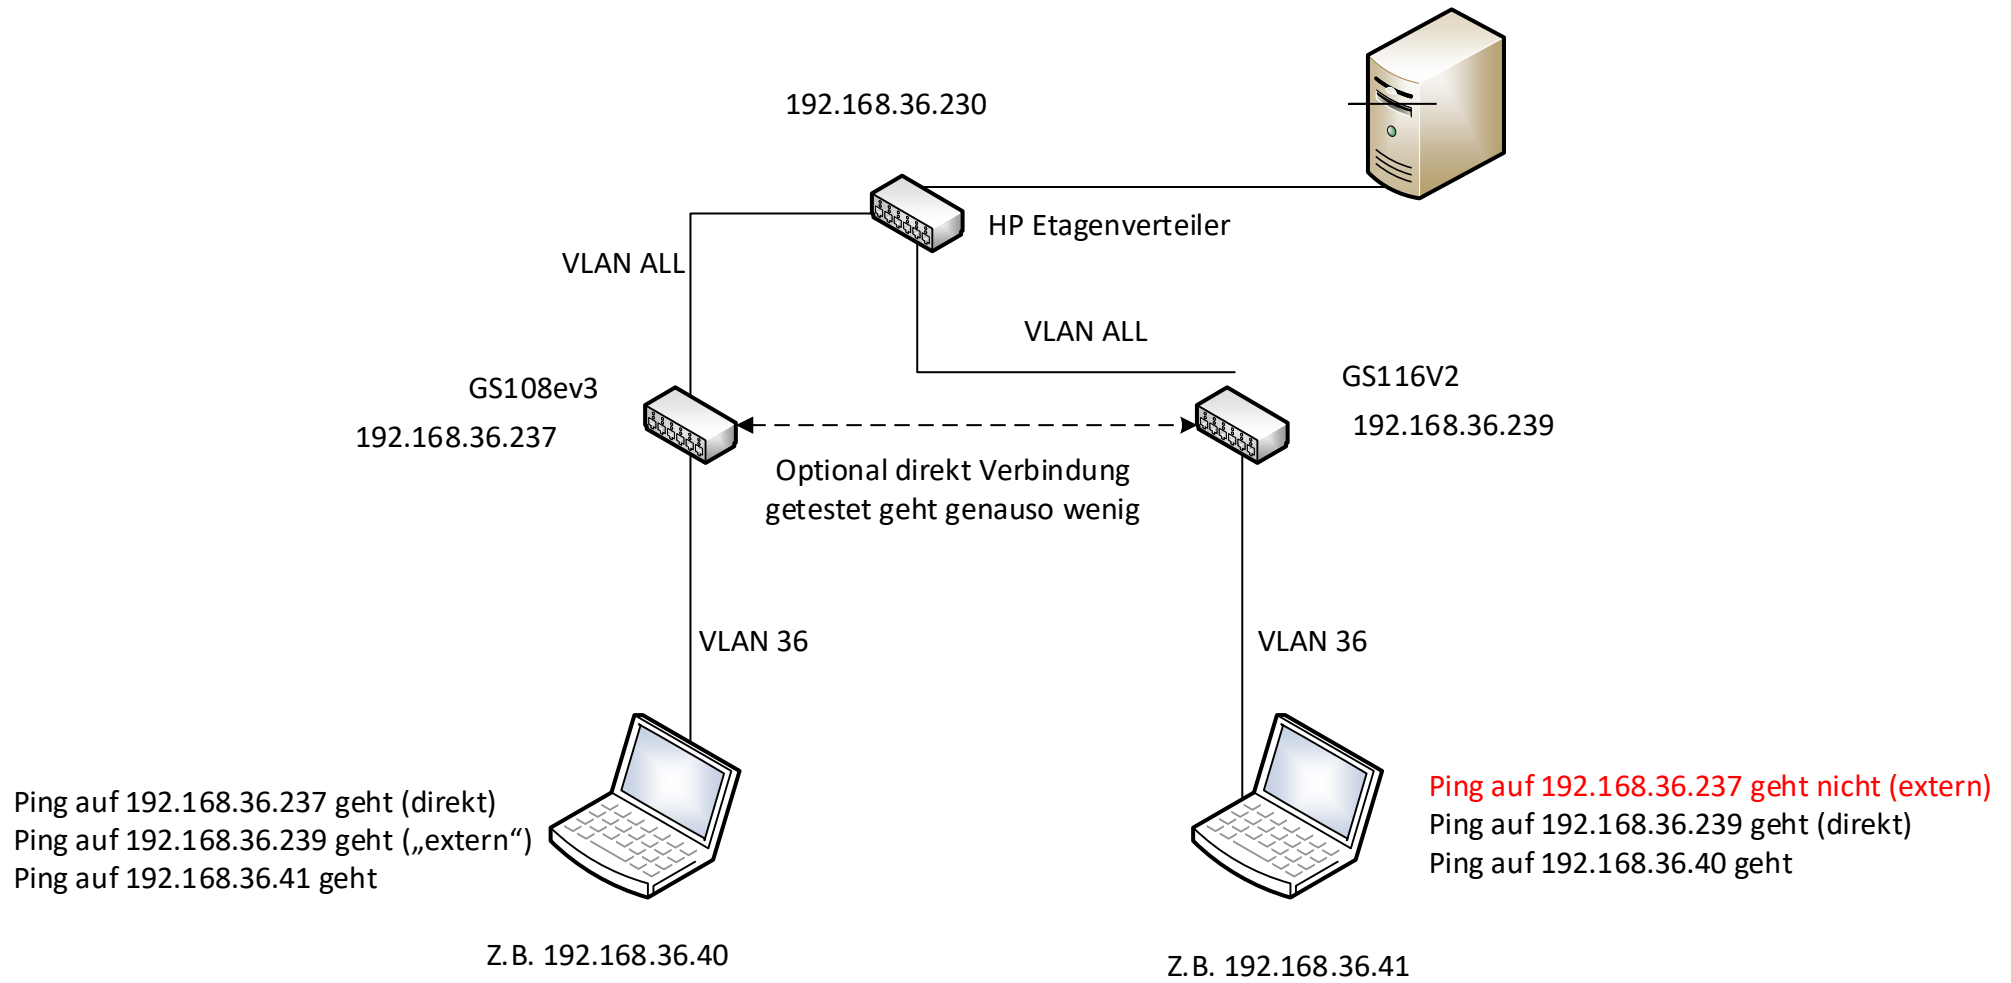 192.168.36.230
HP Etagenverteiler
VLAN ALL
VLAN ALL
GS108ev3
192.168.36.237
GS116V2
192.168.36.239
Optional direkt Verbindung
getestet geht genauso wenig
VLAN 36
VLAN 36
Ping auf 192.168.36.237 geht (direkt)
Ping auf 192.168.36.239 geht („extern“)
Ping auf 192.168.36.41 geht
Ping auf 192.168.36.237 geht nicht (extern)
Ping auf 192.168.36.239 geht (direkt)
Ping auf 192.168.36.40 geht
Z.B. 192.168.36.40
Z.B. 192.168.36.41